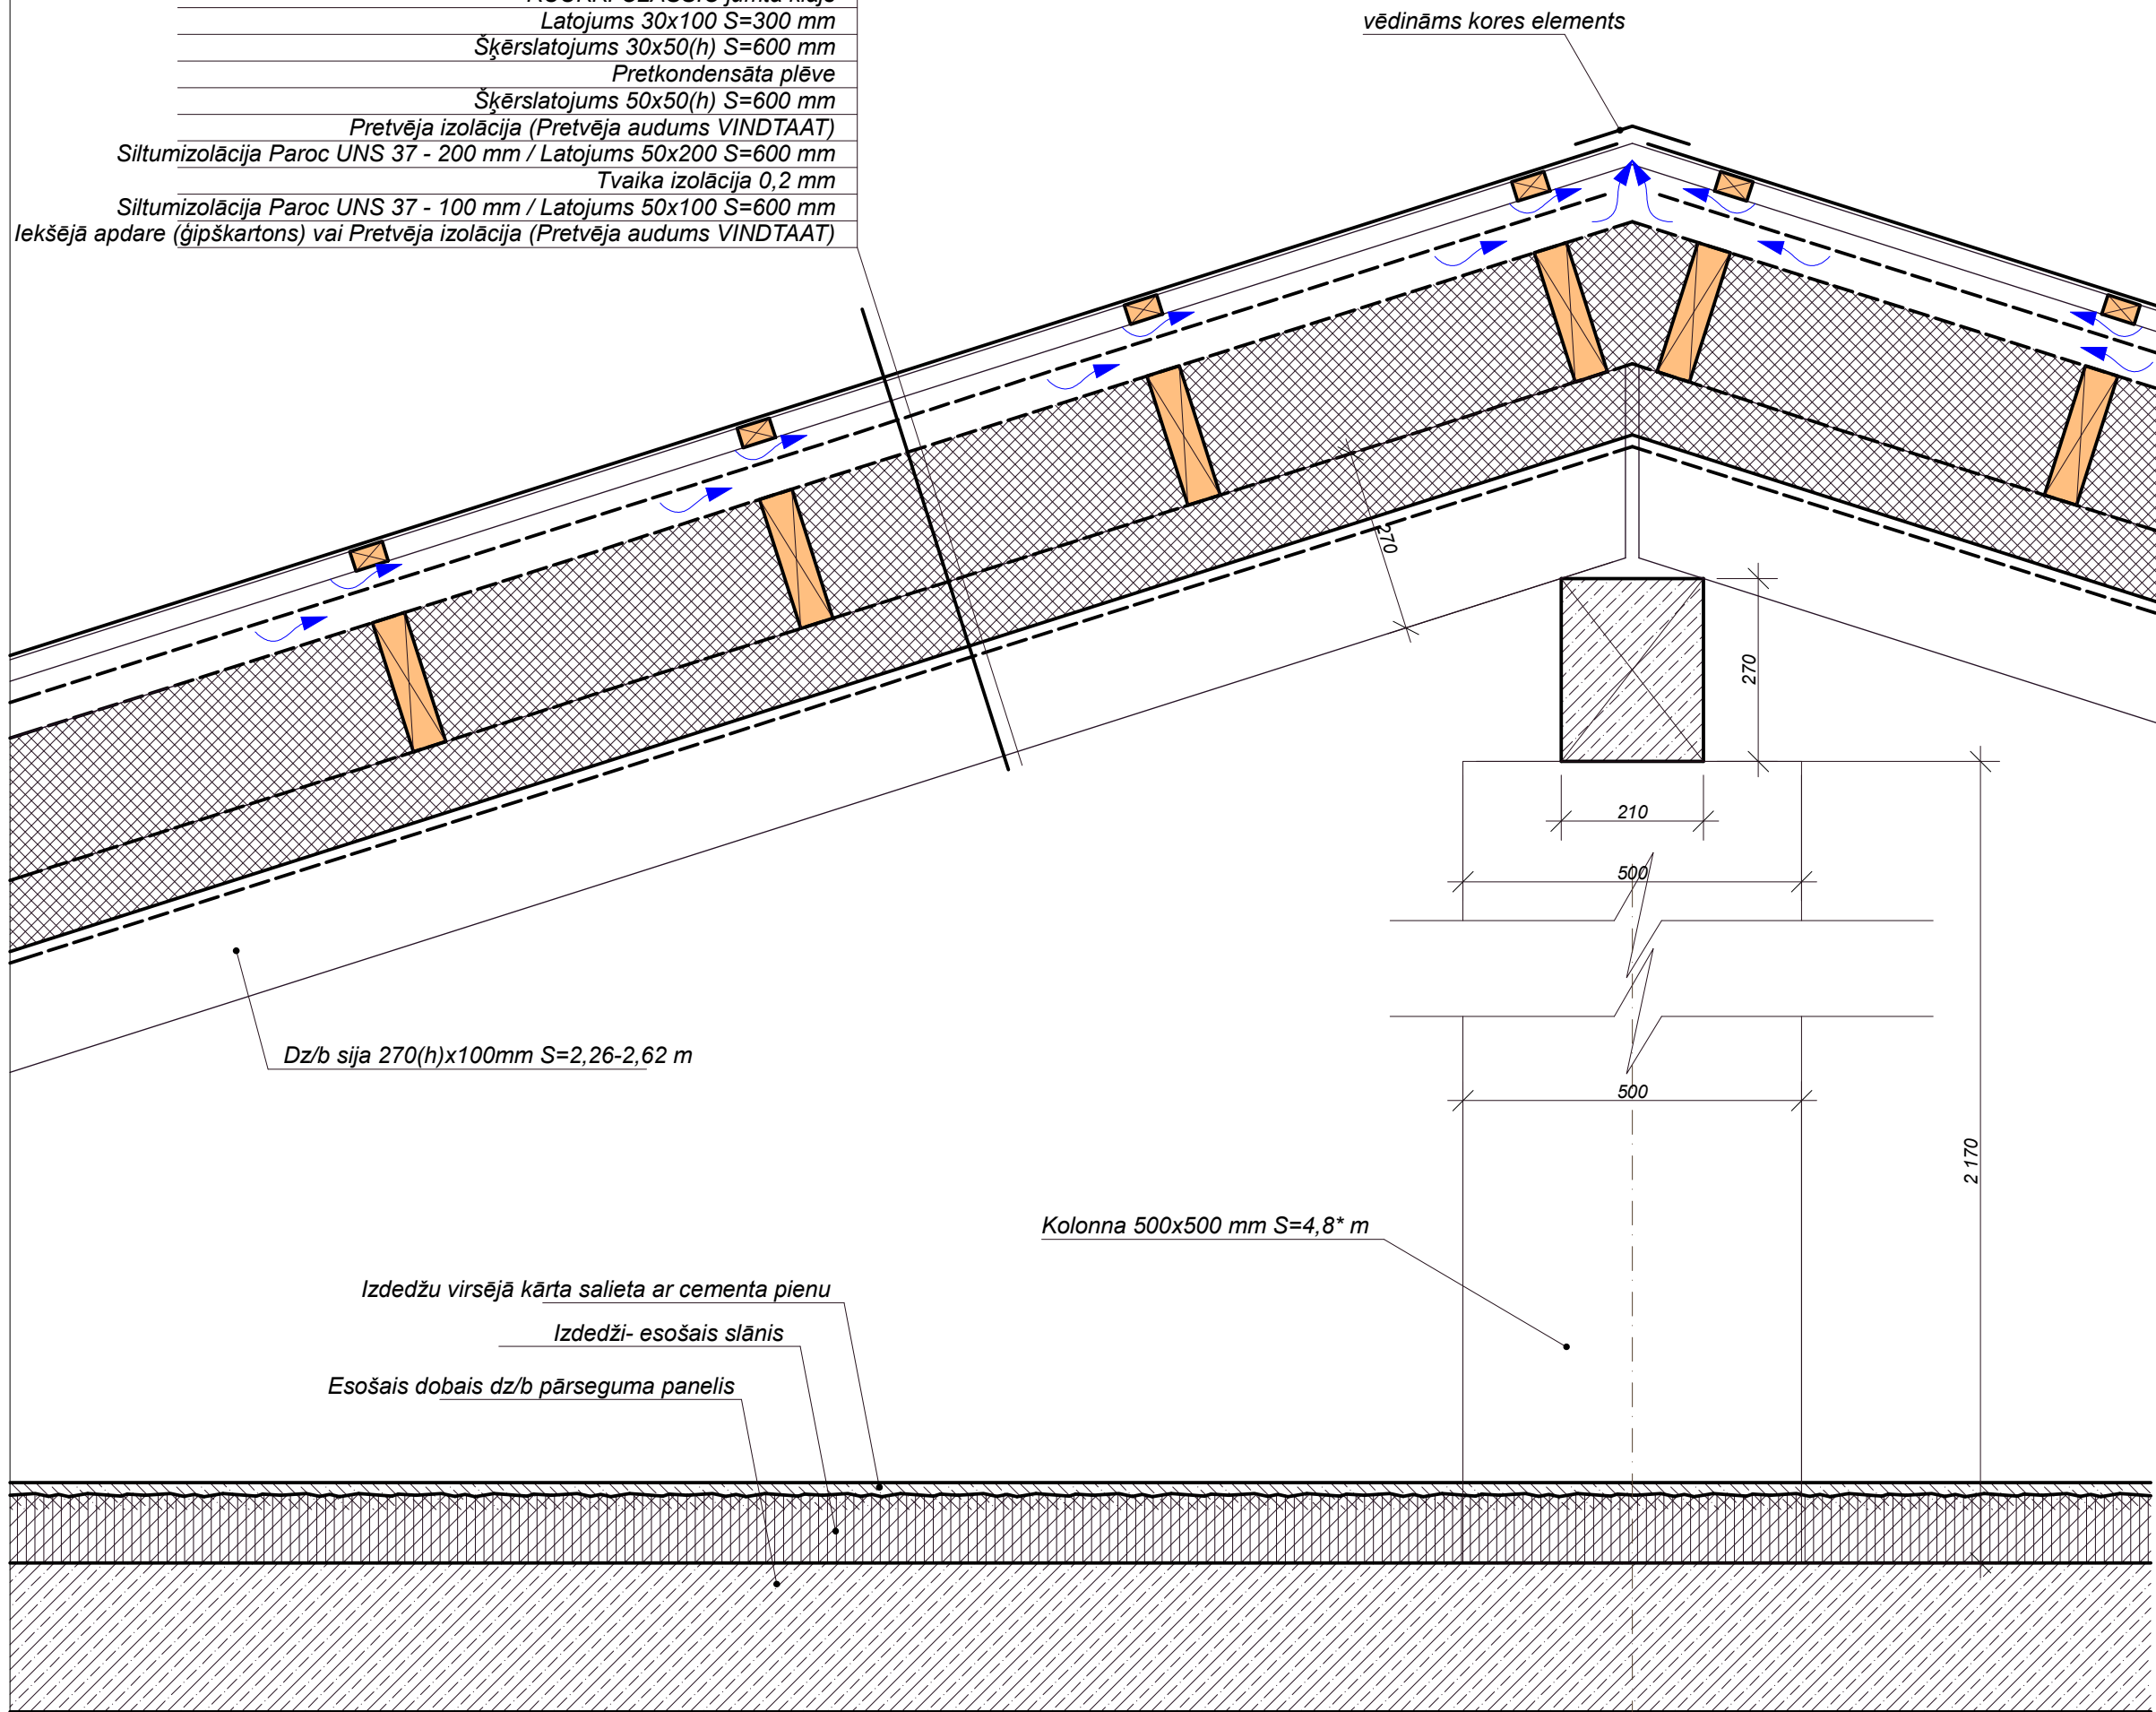 Latojums 30x100 S=300 mm
Šķērslatojums 30x50(h) S=600 mm
Pretkondensāta plēve
Šķērslatojums 50x50(h) S=600 mm
Pretvēja izolācija (Pretvēja audums VINDTAAT)
Siltumizolācija Paroc UNS 37 - 200 mm / Latojums 50x200 S=600 mm
Tvaika izolācija 0,2 mm
Siltumizolācija Paroc UNS 37 - 100 mm / Latojums 50x100 S=600 mm
Iekšējā apdare (ģipškartons) vai Pretvēja izolācija (Pretvēja audums VINDTAAT)
vēdināms kores elements
270
270
210
500
500
2 170
Dz/b sija 270(h)x100mm S=2,26-2,62 m
Kolonna 500x500 mm S=4,8* m
Izdedžu virsējā kārta salieta ar cementa pienu
Izdedži- esošais slānis
Esošais dobais dz/b pārseguma panelis